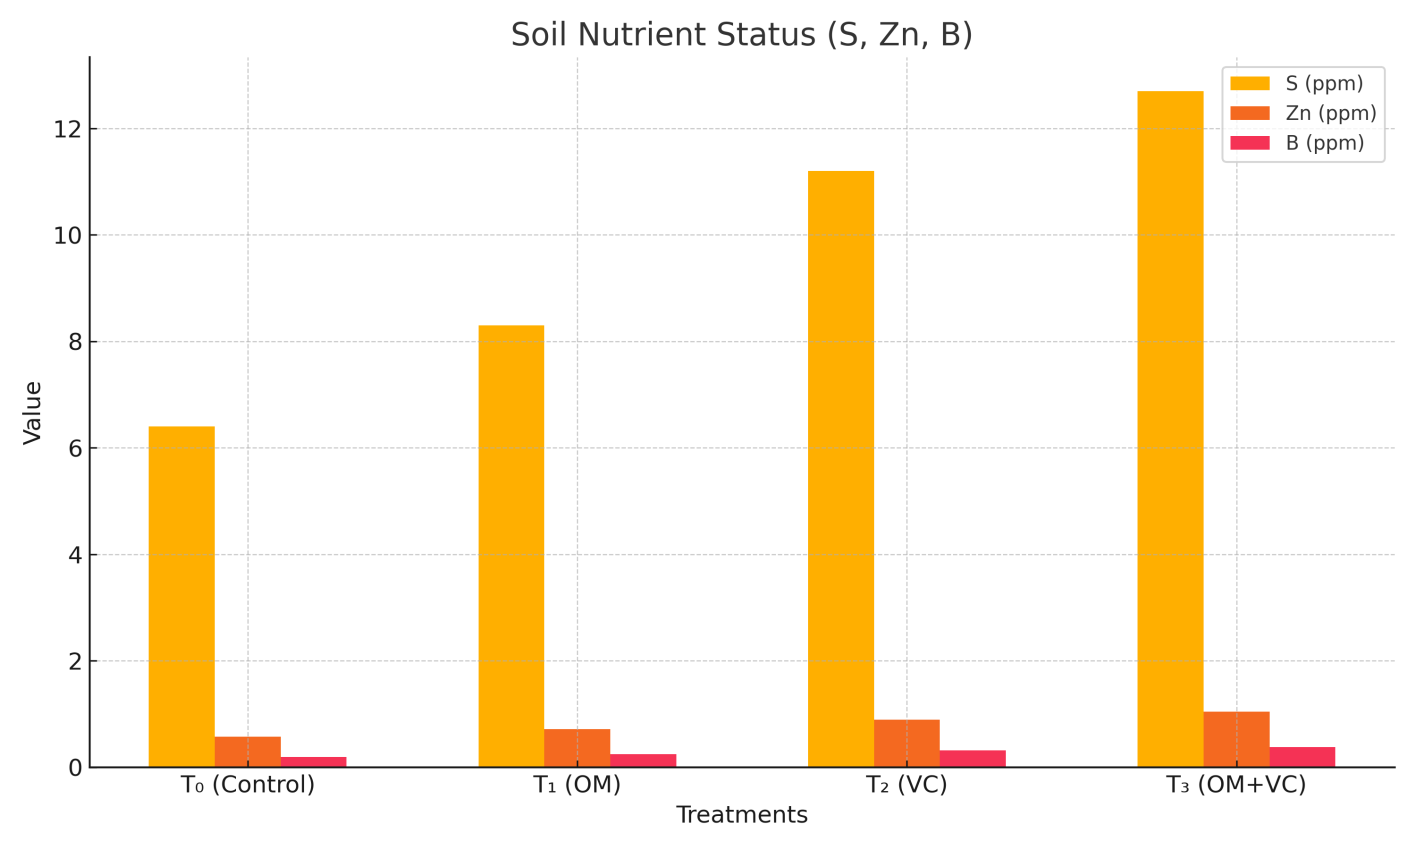 Soil Nutrient Status (S, Zn, B)
S (ppm)
Zn (ppm)
B (ppm)
12
10
8
6
4
2
0
Value
T₀ (Control)
T₁ (OM)
T₂ (VC)
T₃ (OM+VC)
Treatments